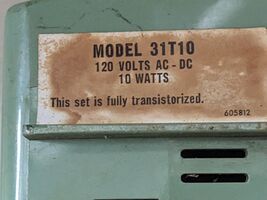 MODEL 31T10
120 VOLTS AC - DC
10 WATTS
This set is fully transistorized.
605812